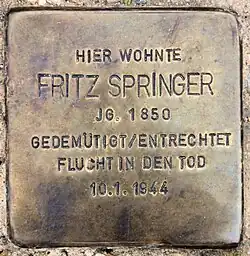 HIER WOHNTE
FRITZ SPRINGER
JG. 1850
GEDEMÜTIGT/ENTRECHTET
FLUCHT IN DEN TOD
10.1.1944